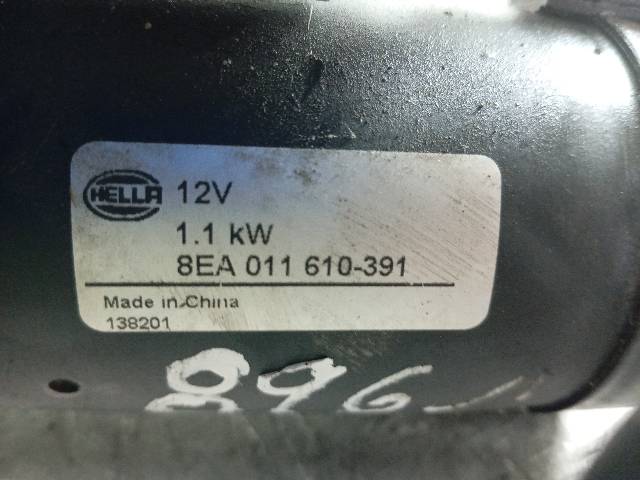 HELLA 12V
1.1 kW
8EA 011 610-391
Made in China
138201
896